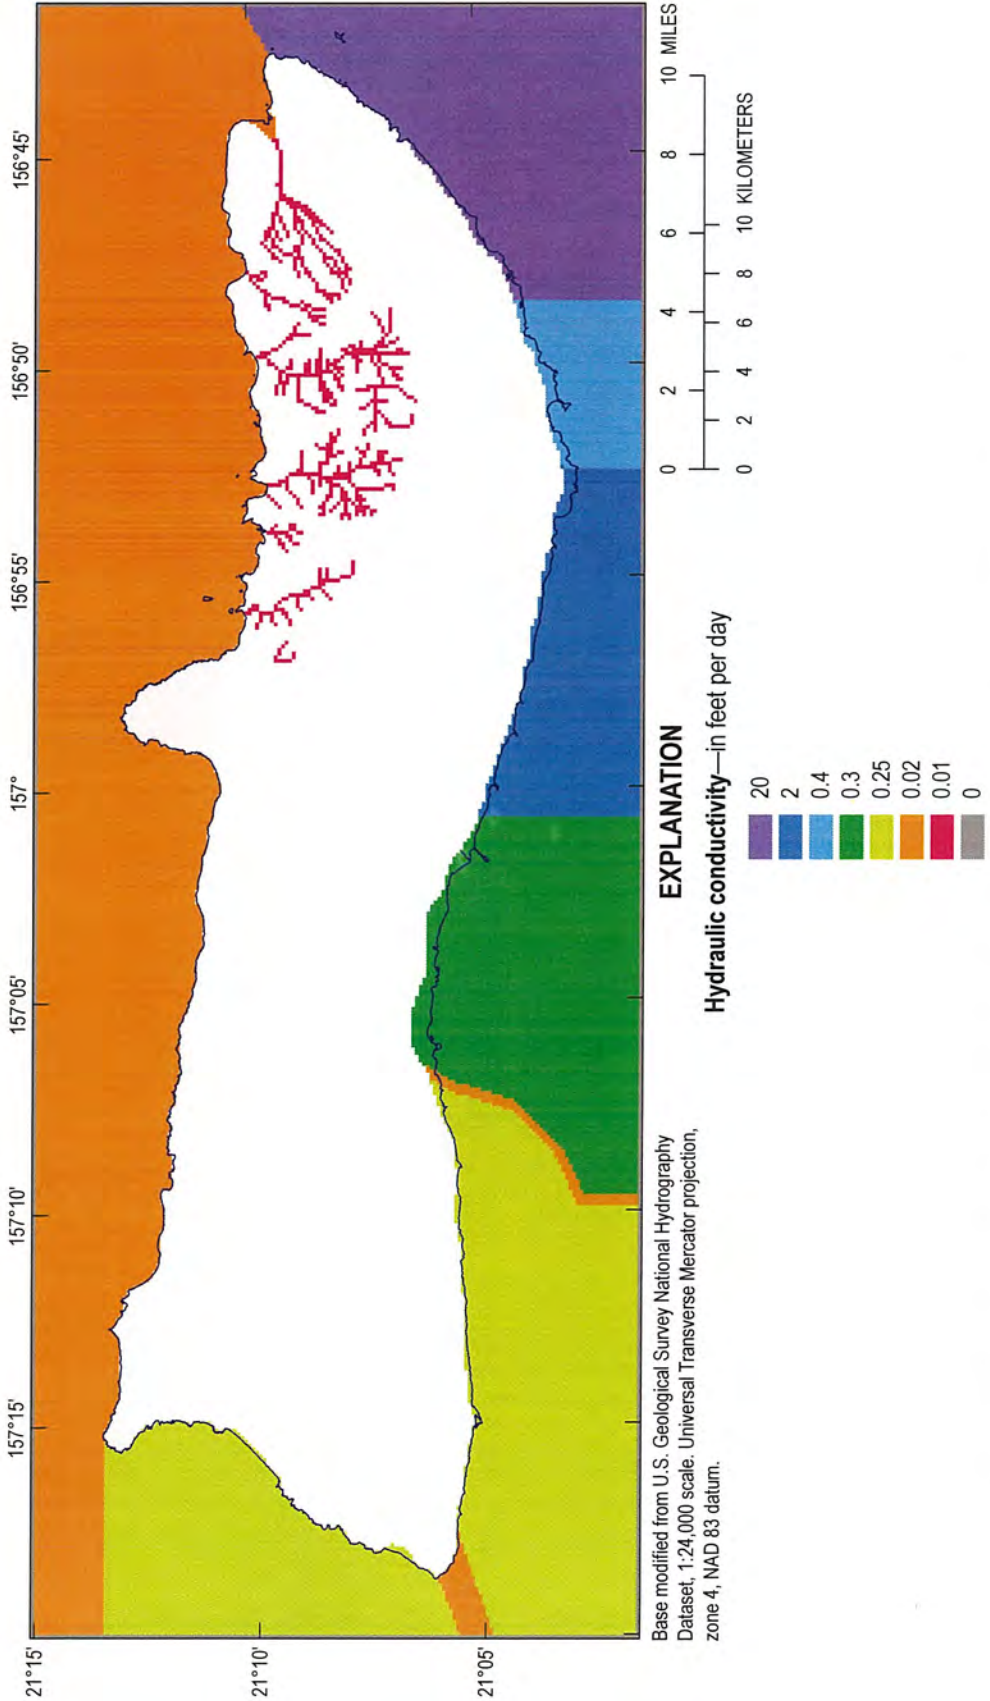 157°15'
157°10'
157°05'
157°
156°55'
156°50'
156°45'
21°15'
21°10'
21°05'
Base modified from U.S. Geological Survey National Hydrography
Dataset, 1:24,000 scale. Universal Transverse Mercator projection,
zone 4, NAD 83 datum.
0 2 4 6 8 10 MILES
0 2 4 6 8 10 KILOMETERS
EXPLANATION
Hydraulic conductivity—in feet per day
20
2
0.4
0.3
0.25
0.02
0.01
0